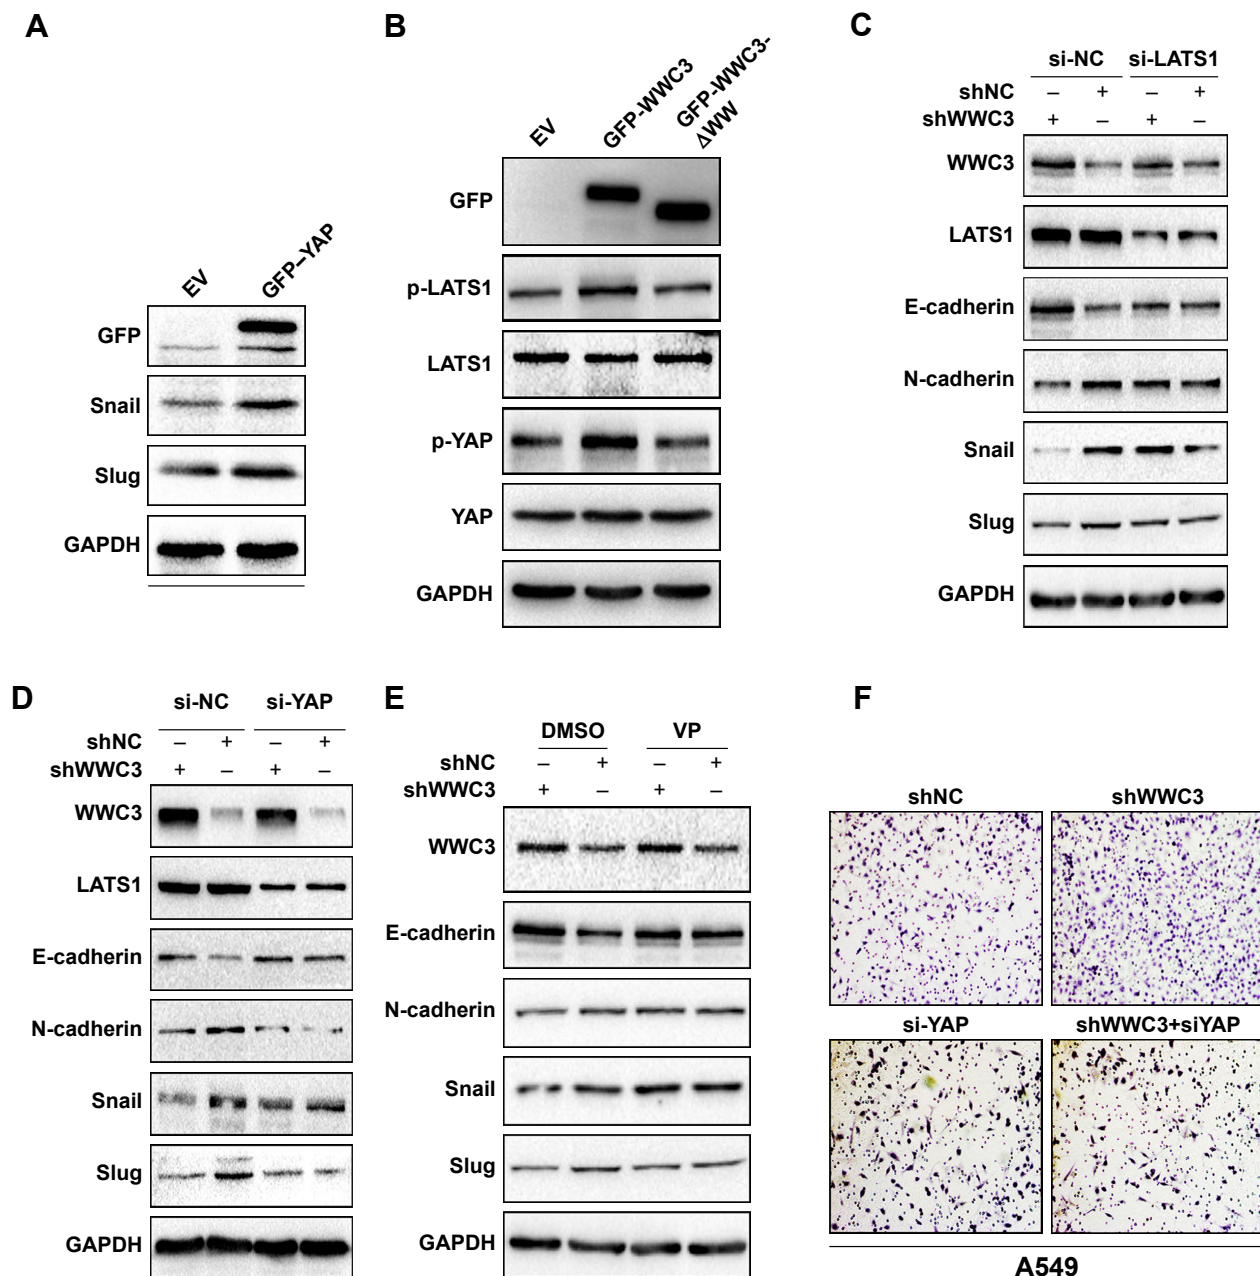 A
EV
GFP–YAP
GFP
Snail
Slug
GAPDH
B
EV
GFP-WWC3
GFP-WWC3-
ΔWW
GFP
p-LATS1
LATS1
p-YAP
YAP
GAPDH
C
si-NC si-LATS1
shNC – + – +
shWWC3 + – + –
WWC3
LATS1
E-cadherin
N-cadherin
Snail
Slug
GAPDH
D
si-NC si-YAP
shNC – + – +
shWWC3 + – + –
WWC3
LATS1
E-cadherin
N-cadherin
Snail
Slug
GAPDH
E
DMSO VP
shNC – + – +
shWWC3 + – + –
WWC3
E-cadherin
N-cadherin
Snail
Slug
GAPDH
F
shNC shWWC3
si-YAP shWWC3+siYAP
A549